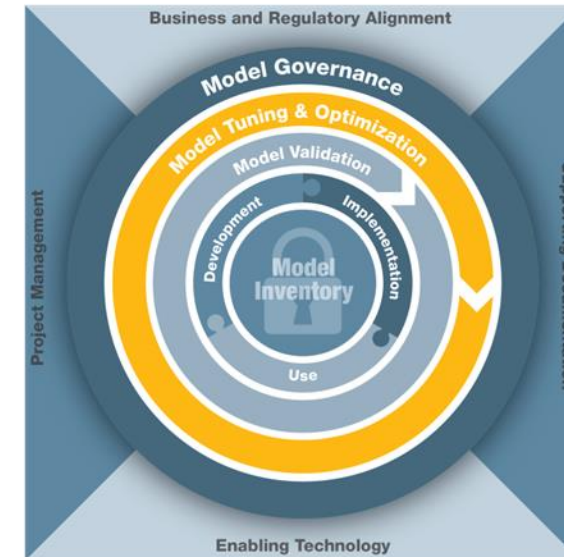 Business and Regulatory Alignment
Model Governance
Model Tuning & Optimization
Model Validation
Development
Implementation
Model
Inventory
Use
Project Management
Enabling Technology